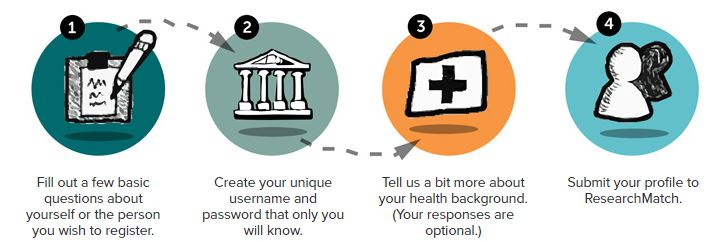 1
2
3
4
Fill out a few basic
questions about
yourself or the person
you wish to register.
Create your unique
username and
password that only you
will know.
Tell us a bit more about
your health background.
(Your responses are
optional.)
Submit your profile to
ResearchMatch.